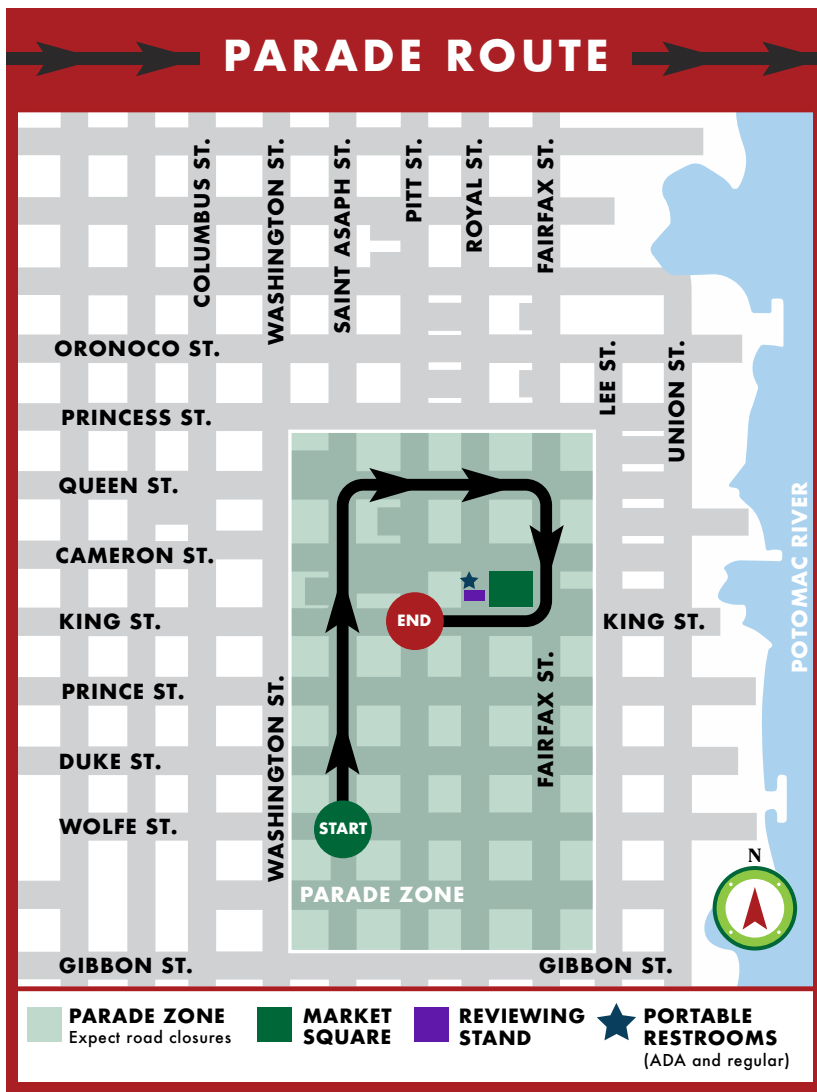 PARADE ROUTE
COLUMBUS ST.
WASHINGTON ST.
SAINT ASAPH ST.
PITT ST.
ROYAL ST.
FAIRFAX ST.
ORONOCO ST.
LEE ST.
UNION ST.
PRINCESS ST.
QUEEN ST.
CAMERON ST.
KING ST.
END
KING ST.
POTOMAC RIVER
PRINCE ST.
WASHINGTON ST.
FAIRFAX ST.
DUKE ST.
WOLFE ST.
START
N
PARADE ZONE
GIBBON ST.
GIBBON ST.
PARADE ZONE
Expect road closures
MARKET
SQUARE
REVIEWING
STAND
PORTABLE
RESTROOMS
(ADA and regular)